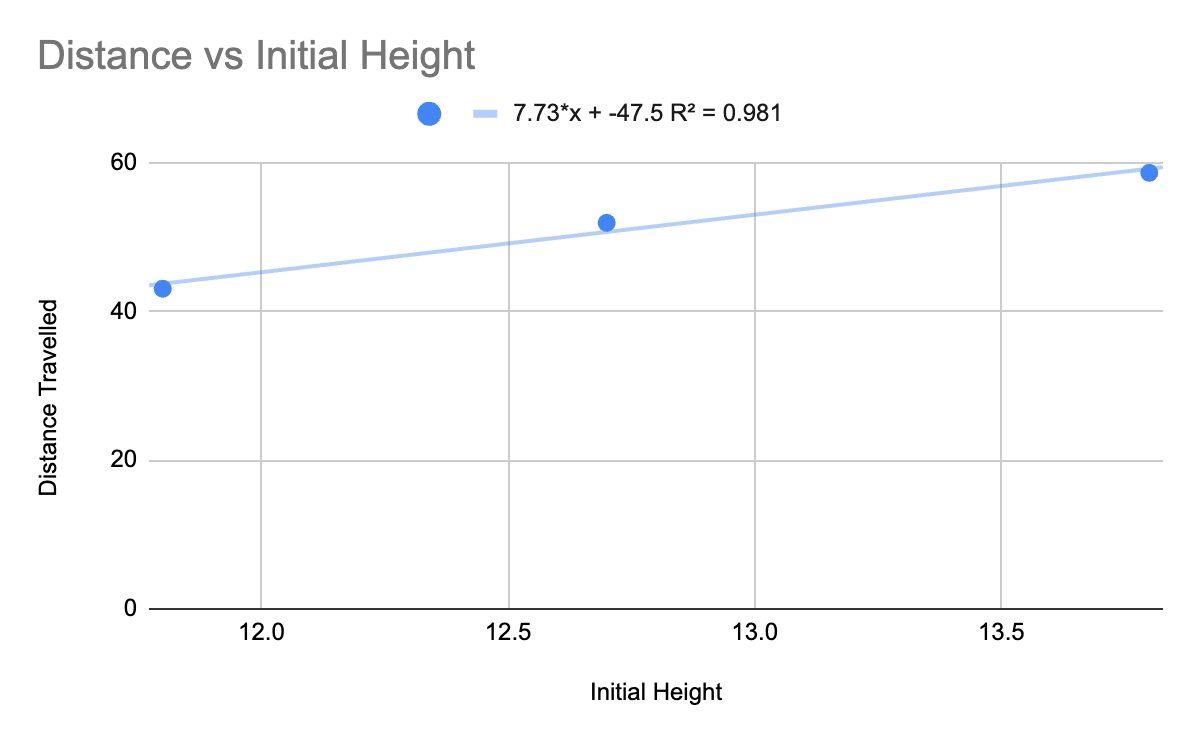 Distance vs Initial Height
7.73*x + -47.5 R² = 0.981
60
40
20
0
Distance Travelled
12.0 12.5 13.0 13.5
Initial Height